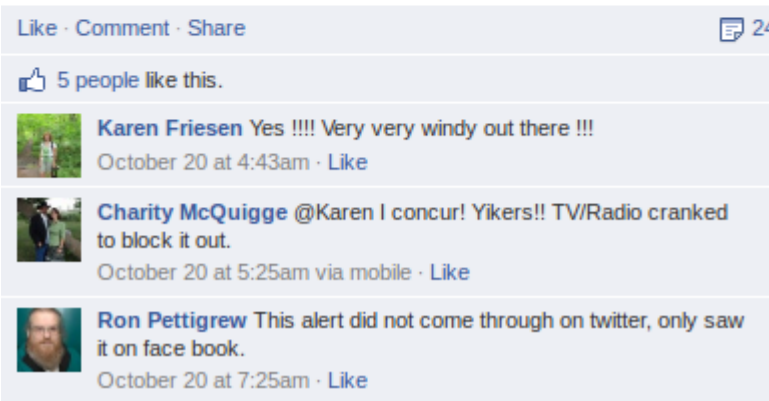 Like · Comment · Share 24
5 people like this.
Karen Friesen Yes !!!! Very very windy out there !!!
October 20 at 4:43am · Like
Charity McQuigge @Karen I concur! Yikers!! TV/Radio cranked
to block it out.
October 20 at 5:25am via mobile · Like
Ron Pettigrew This alert did not come through on twitter, only saw
it on face book.
October 20 at 7:25am · Like